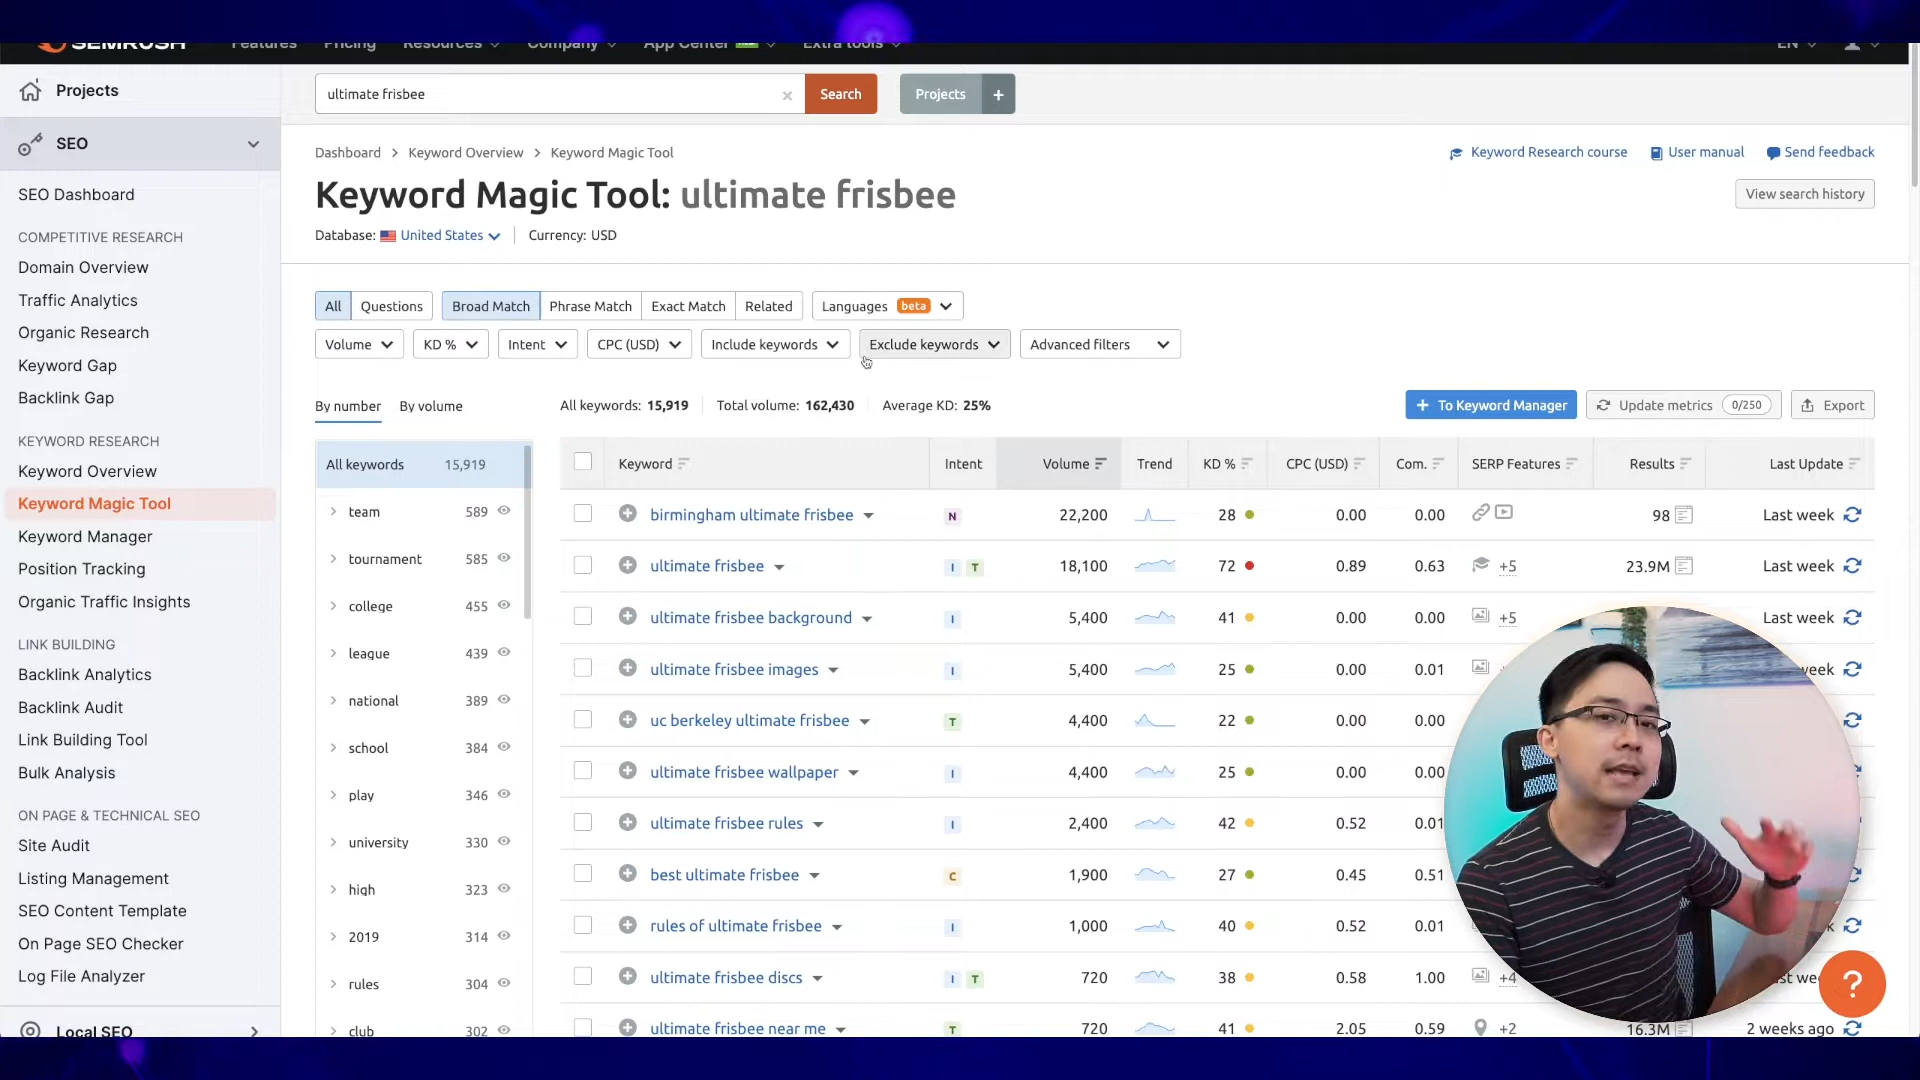 SEMRUSH Features Pricing Resources Company App Center Extra tools EN
Projects
ultimate frisbee × Search Projects +
SEO
Dashboard > Keyword Overview > Keyword Magic Tool
Keyword Research course User manual Send feedback
Keyword Magic Tool: ultimate frisbee
View search history
Database: United States Currency: USD
SEO Dashboard
COMPETITIVE RESEARCH
Domain Overview
Traffic Analytics
Organic Research
Keyword Gap
Backlink Gap
KEYWORD RESEARCH
Keyword Overview
Keyword Magic Tool
Keyword Manager
Position Tracking
Organic Traffic Insights
LINK BUILDING
Backlink Analytics
Backlink Audit
Link Building Tool
Bulk Analysis
ON PAGE & TECHNICAL SEO
Site Audit
Listing Management
SEO Content Template
On Page SEO Checker
Log File Analyzer
Local SEO
All Questions Broad Match Phrase Match Exact Match Related Languages beta
Volume KD % Intent CPC (USD) Include keywords Exclude keywords Advanced filters
By number By volume
All keywords: 15,919 Total volume: 162,430 Average KD: 25%
+ To Keyword Manager Update metrics 0/250 Export
All keywords 15,919
team 589
tournament 585
college 455
league 439
national 389
school 384
play 346
university 330
high 323
2019 314
rules 304
club 302
Keyword Intent Volume Trend KD % CPC (USD) Com. SERP Features Results Last Update
birmingham ultimate frisbee N 22,200 28 0.00 0.00 98 Last week
ultimate frisbee I T 18,100 72 0.89 0.63 +5 23.9M Last week
ultimate frisbee background I 5,400 41 0.00 0.00 +5 Last week
ultimate frisbee images I 5,400 25 0.00 0.01 week
uc berkeley ultimate frisbee T 4,400 22 0.00 0.00
ultimate frisbee wallpaper I 4,400 25 0.00 0.00
ultimate frisbee rules I 2,400 42 0.52 0.01
best ultimate frisbee C 1,900 27 0.45 0.51
rules of ultimate frisbee I 1,000 40 0.52 0.01
ultimate frisbee discs I T 720 38 0.58 1.00 +4
ultimate frisbee near me T 720 41 2.05 0.59 +2 16.3M 2 weeks ago
?